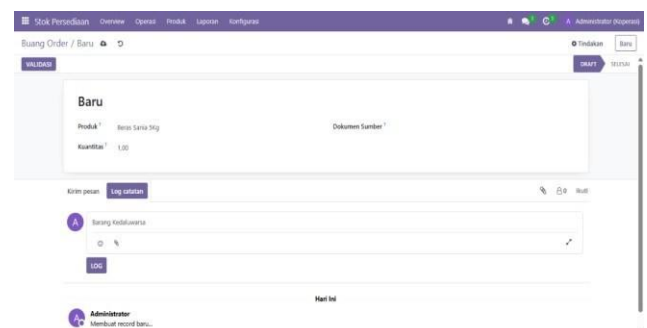 Stok Persediaan Overview Operasi Produk Laporan Konfigurasi Administrator (Koperasi)
Buang Order / Baru Tindakan Baru
VALIDASI DRAFT SELESAI
Baru
Produk ? Beras Sania 5Kg Dokumen Sumber ?
Kuantitas ? 1,00
Kirim pesan Log catatan 0 Ikuti
A Barang Kedaluwarsa
LOG
Hari Ini
A Administrator
Membuat record baru...